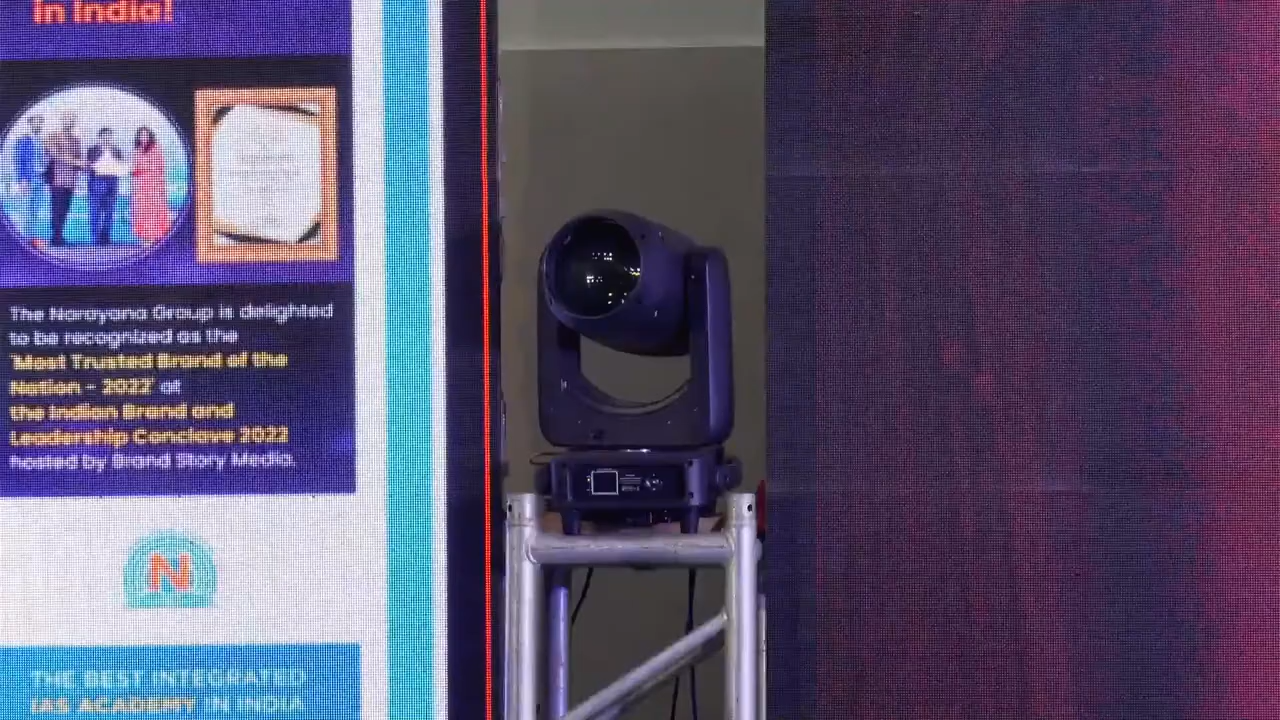 in India!
The Narayana Group is delighted
to be recognized as the
'Most Trusted Brand of the
Nation - 2022' at
the Indian Brand and
Leadership Conclave 2022
hosted by Brand Story Media.
N
THE BEST INTEGRATED
IAS ACADEMY IN INDIA